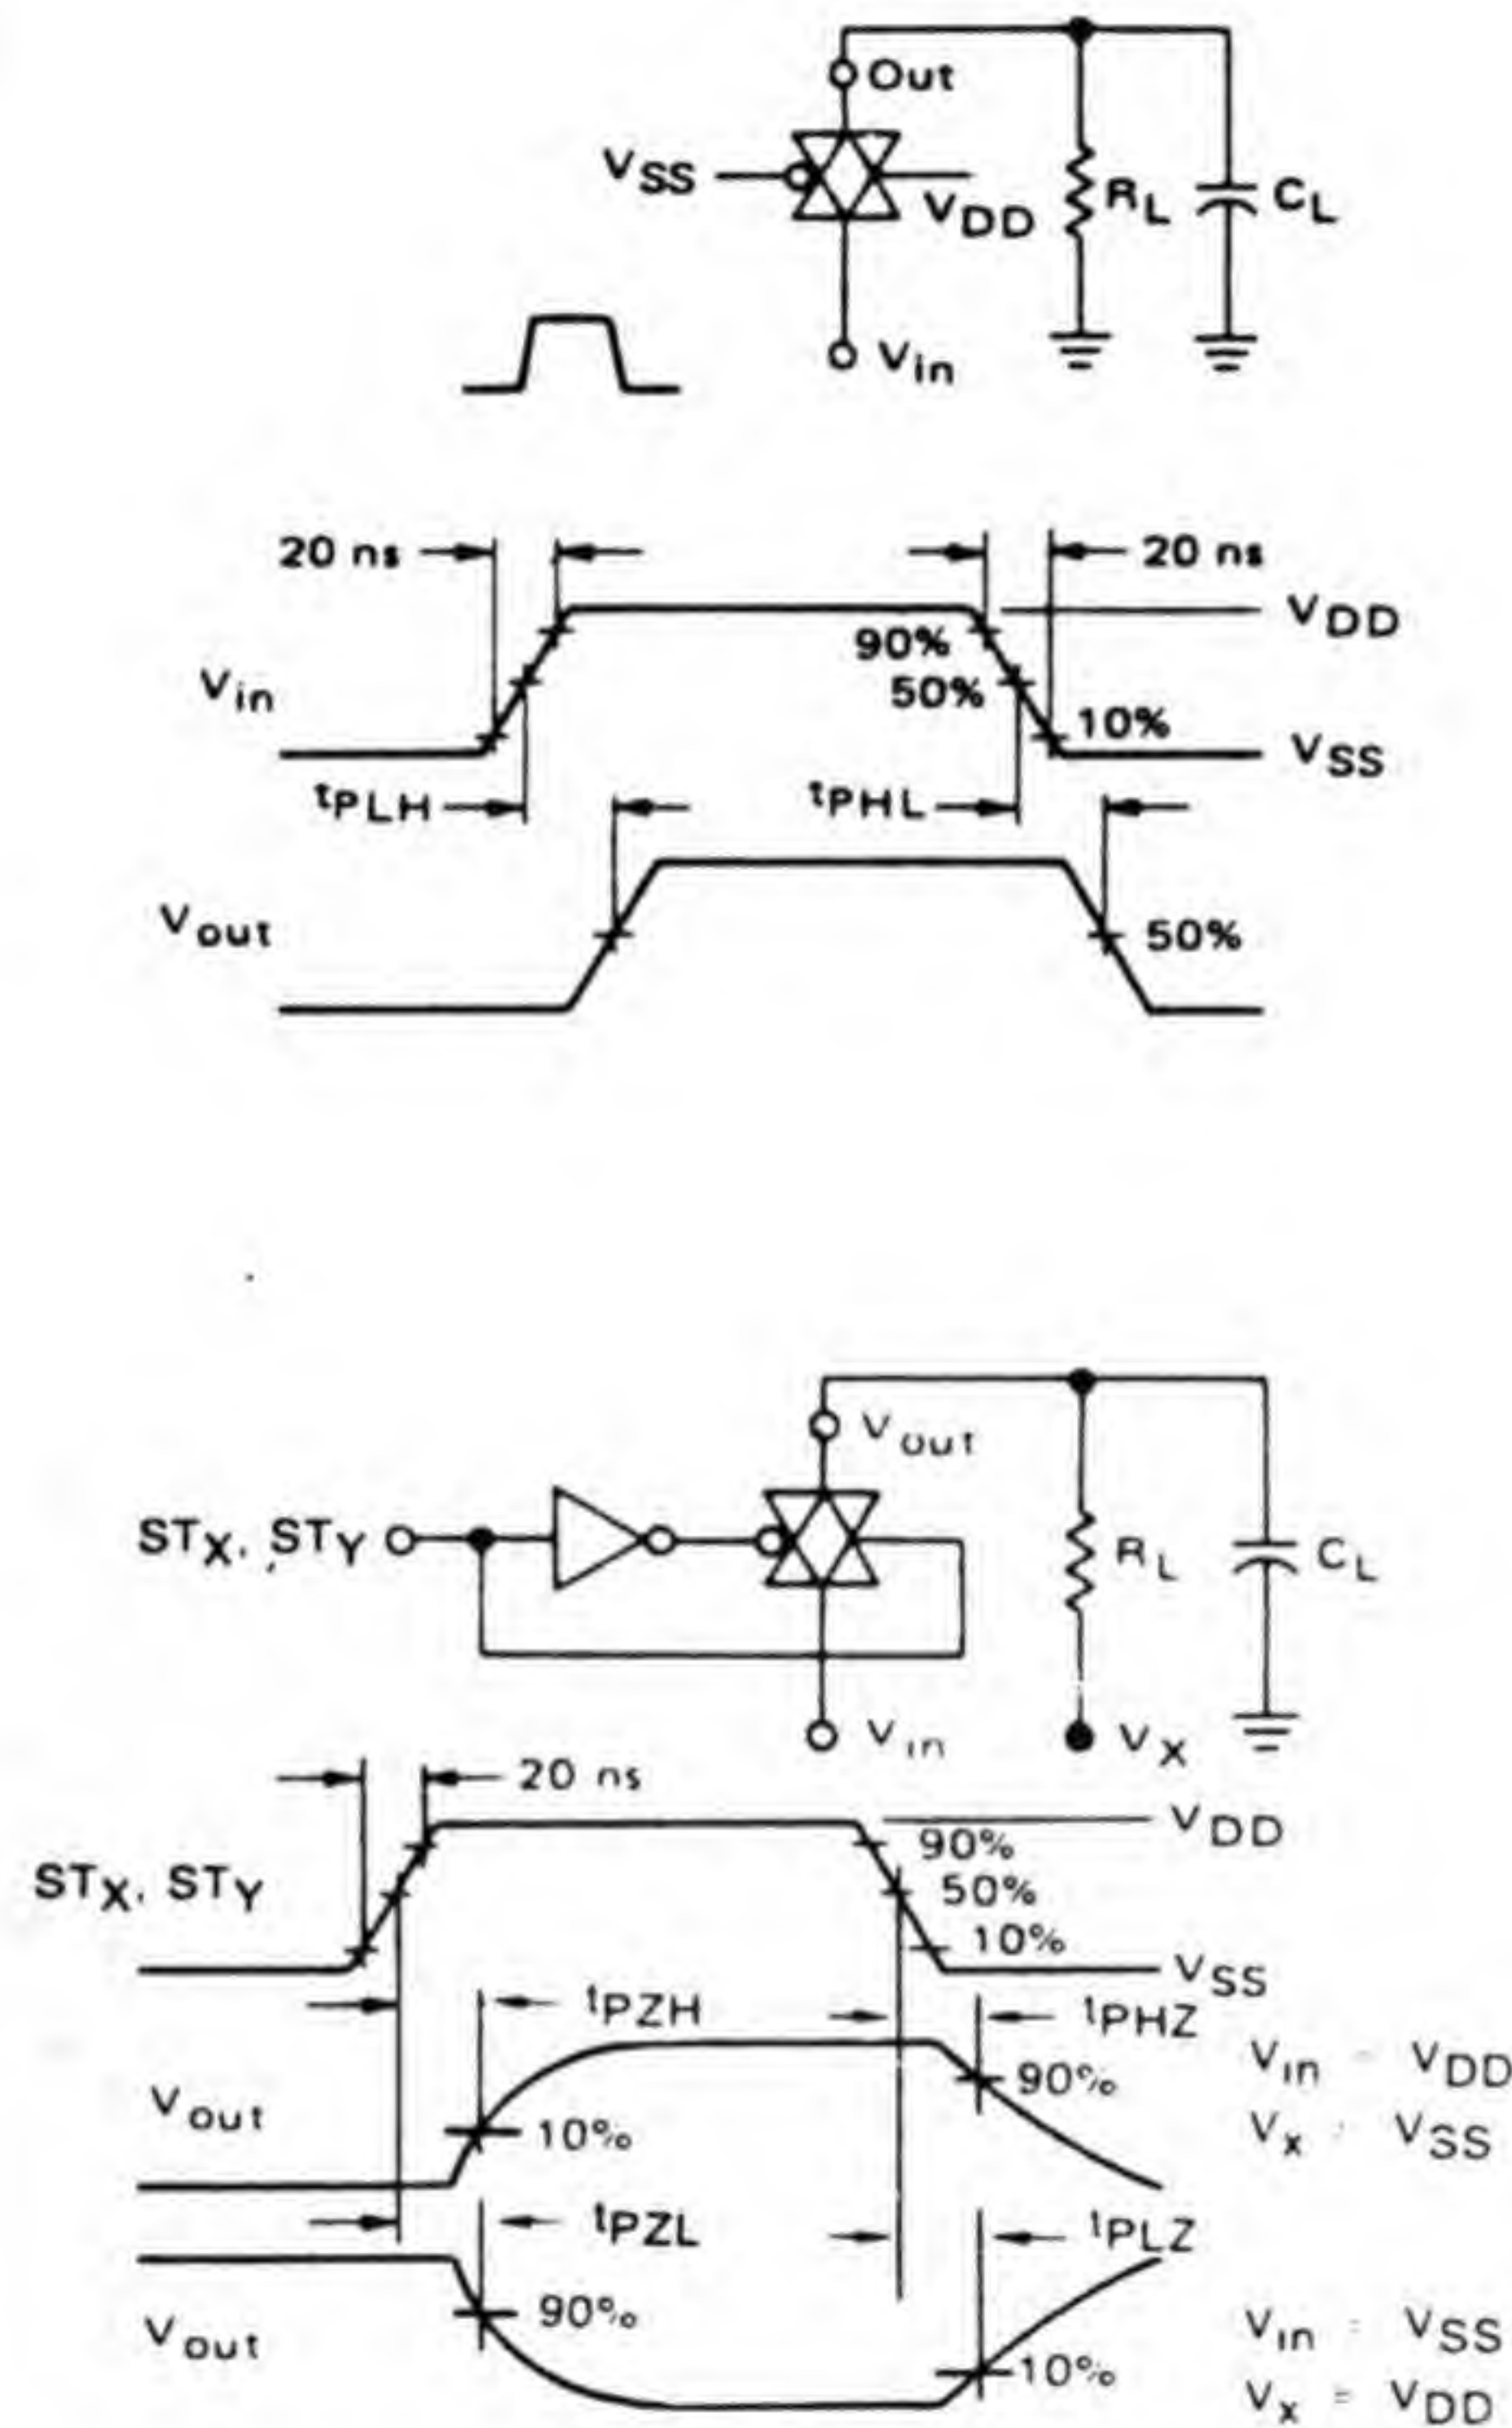 Out
VSS
VDD
RL
CL
Vin
20 ns
20 ns
VDD
90%
50%
Vin
10%
VSS
tPLH
tPHL
Vout
50%
Vout
STX, STY
RL
CL
Vin
VX
20 ns
VDD
90%
STX, STY
50%
10%
VSS
tPZH
tPHZ
Vin VDD
90%
Vout
10%
Vx VSS
tPZL
tPLZ
90%
Vout
Vin VSS
10%
Vx = VDD